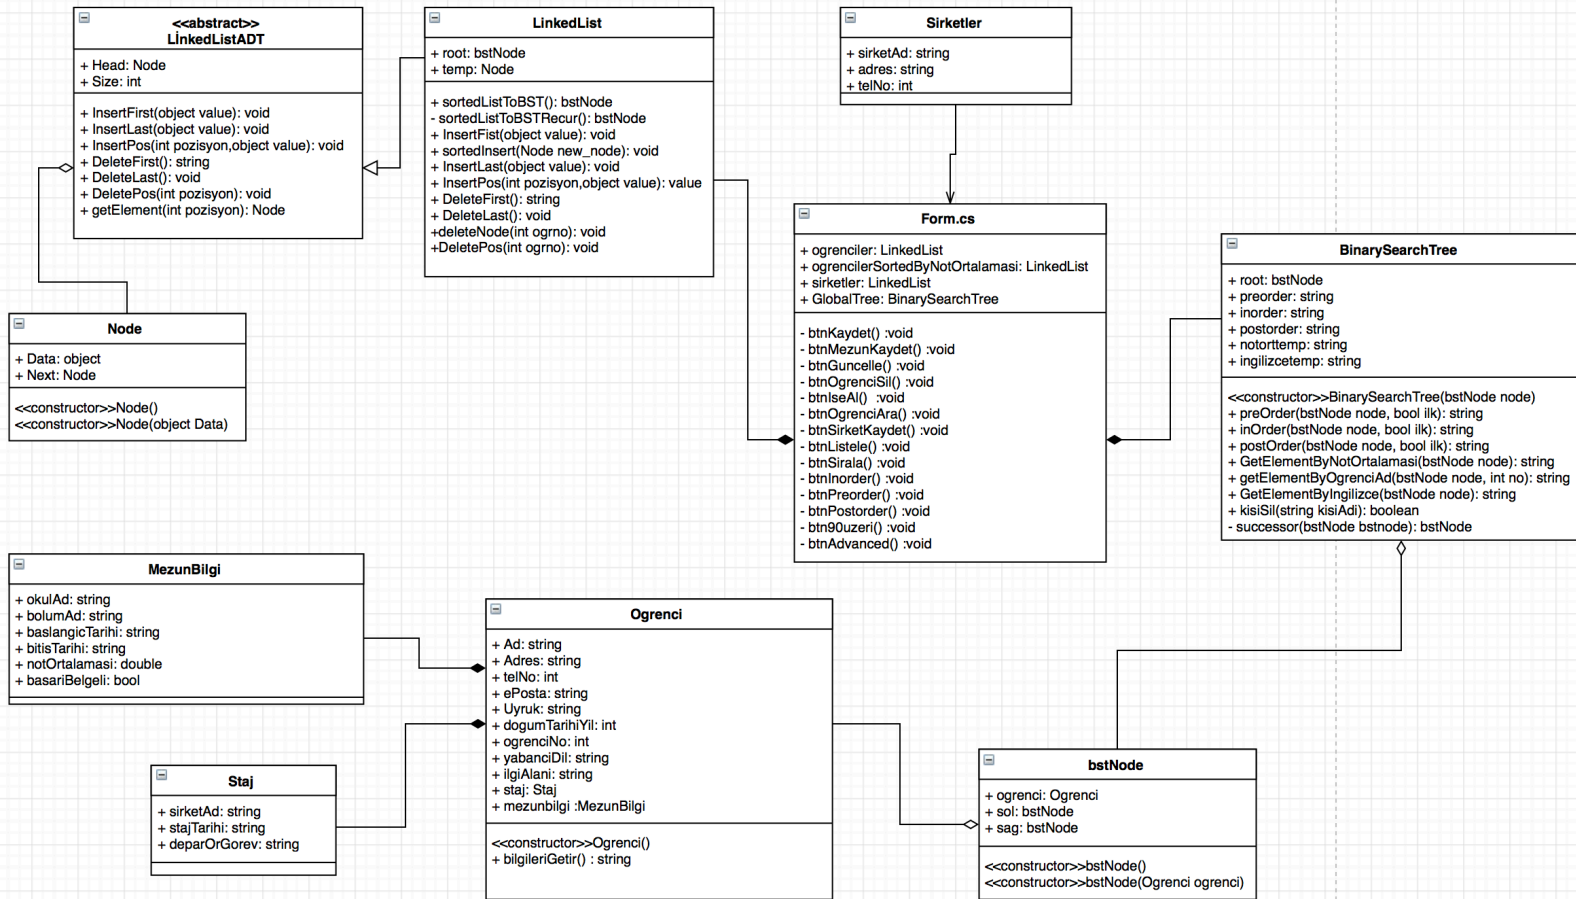 <<abstract>>
LinkedListADT
+ Head: Node
+ Size: int
+ InsertFirst(object value): void
+ InsertLast(object value): void
+ InsertPos(int pozisyon,object value): void
+ DeleteFirst(): string
+ DeleteLast(): void
+ DeletePos(int pozisyon): void
+ getElement(int pozisyon): Node
LinkedList
+ root: bstNode
+ temp: Node
+ sortedListToBST(): bstNode
- sortedListToBSTRecur(): bstNode
+ InsertFist(object value): void
+ sortedInsert(Node new_node): void
+ InsertLast(object value): void
+ InsertPos(int pozisyon,object value): value
+ DeleteFirst(): string
+ DeleteLast(): void
+deleteNode(int ogrno): void
+DeletePos(int ogrno): void
Sirketler
+ sirketAd: string
+ adres: string
+ telNo: int
Form.cs
+ ogrenciler: LinkedList
+ ogrencilerSortedByNotOrtalamasi: LinkedList
+ sirketler: LinkedList
+ GlobalTree: BinarySearchTree
- btnKaydet() :void
- btnMezunKaydet() :void
- btnGuncelle() :void
- btnOgrenciSil() :void
- btnIseAl() :void
- btnOgrenciAra() :void
- btnSirketKaydet() :void
- btnListele() :void
- btnSirala() :void
- btnInorder() :void
- btnPreorder() :void
- btnPostorder() :void
- btn90uzeri() :void
- btnAdvanced() :void
BinarySearchTree
+ root: bstNode
+ preorder: string
+ inorder: string
+ postorder: string
+ notorttemp: string
+ ingilizcetemp: string
<<constructor>>BinarySearchTree(bstNode node)
+ preOrder(bstNode node, bool ilk): string
+ inOrder(bstNode node, bool ilk): string
+ postOrder(bstNode node, bool ilk): string
+ GetElementByNotOrtalamasi(bstNode node): string
+ getElementByOgrenciAd(bstNode node, int no): string
+ GetElementByIngilizce(bstNode node): string
+ kisiSil(string kisiAdi): boolean
- successor(bstNode bstnode): bstNode
Node
+ Data: object
+ Next: Node
<<constructor>>Node()
<<constructor>>Node(object Data)
MezunBilgi
+ okulAd: string
+ bolumAd: string
+ baslangicTarihi: string
+ bitisTarihi: string
+ notOrtalamasi: double
+ basariBelgeli: bool
Staj
+ sirketAd: string
+ stajTarihi: string
+ deparOrGorev: string
Ogrenci
+ Ad: string
+ Adres: string
+ telNo: int
+ ePosta: string
+ Uyruk: string
+ dogumTarihiYil: int
+ ogrenciNo: int
+ yabanciDil: string
+ ilgiAlani: string
+ staj: Staj
+ mezunbilgi :MezunBilgi
<<constructor>>Ogrenci()
+ bilgileriGetir() : string
bstNode
+ ogrenci: Ogrenci
+ sol: bstNode
+ sag: bstNode
<<constructor>>bstNode()
<<constructor>>bstNode(Ogrenci ogrenci)